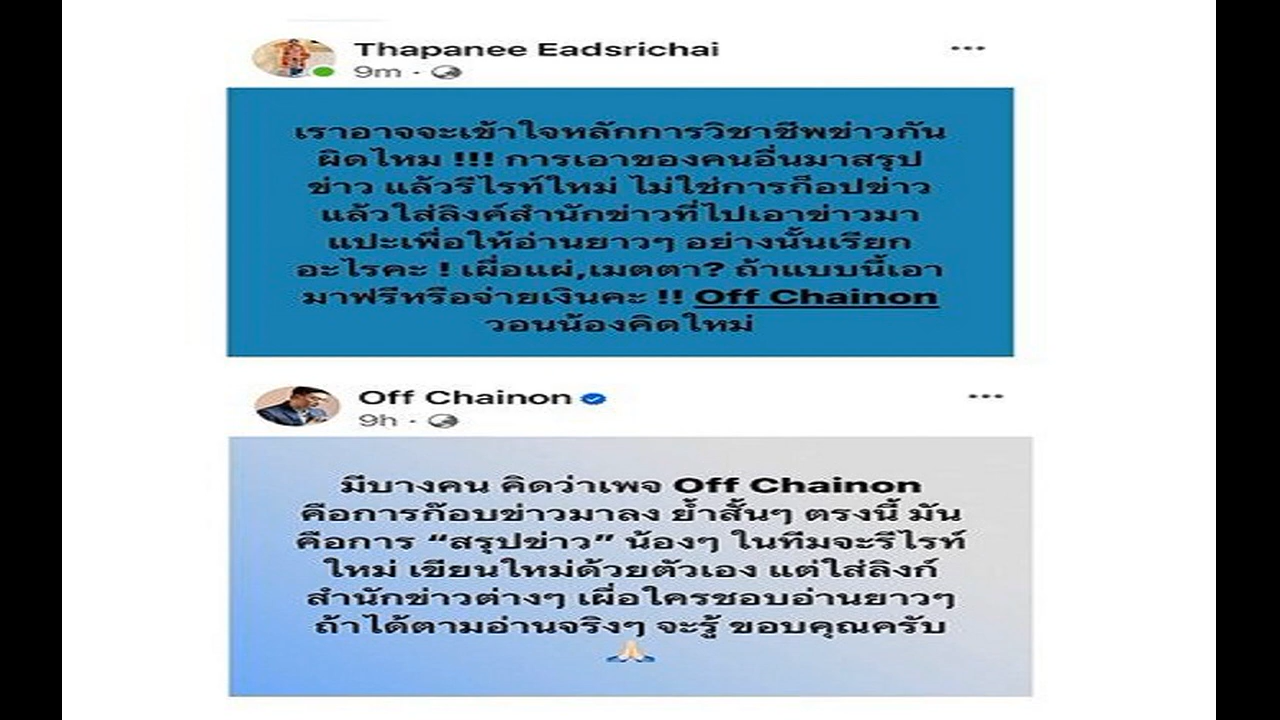 Thapanee Eadsrichai
9m ·
เราอาจจะเข้าใจหลักการวิชาชีพข่าวกัน
ผิดไหม !!! การเอาของคนอื่นมาสรุป
ข่าว แล้วรีไรท์ใหม่ ไม่ใช่การก็อปข่าว
แล้วใส่ลิงค์สำนักข่าวที่ไปเอาข่าวมา
แปะเพื่อให้อ่านยาวๆ อย่างนั้นเรียก
อะไรคะ ! เผื่อแผ่,เมตตา? ถ้าแบบนี้เอา
มาฟรีหรือจ่ายเงินคะ !! Off Chainon
วอนน้องคิดใหม่
Off Chainon
9h ·
มีบางคน คิดว่าเพจ Off Chainon
คือการก๊อบข่าวมาลง ย้ำสั้นๆ ตรงนี้ มัน
คือการ “สรุปข่าว” น้องๆ ในทีมจะรีไรท์
ใหม่ เขียนใหม่ด้วยตัวเอง แต่ใส่ลิงก์
สำนักข่าวต่างๆ เผื่อใครชอบอ่านยาวๆ
ถ้าได้ตามอ่านจริงๆ จะรู้ ขอบคุณครับ
🙏🏻